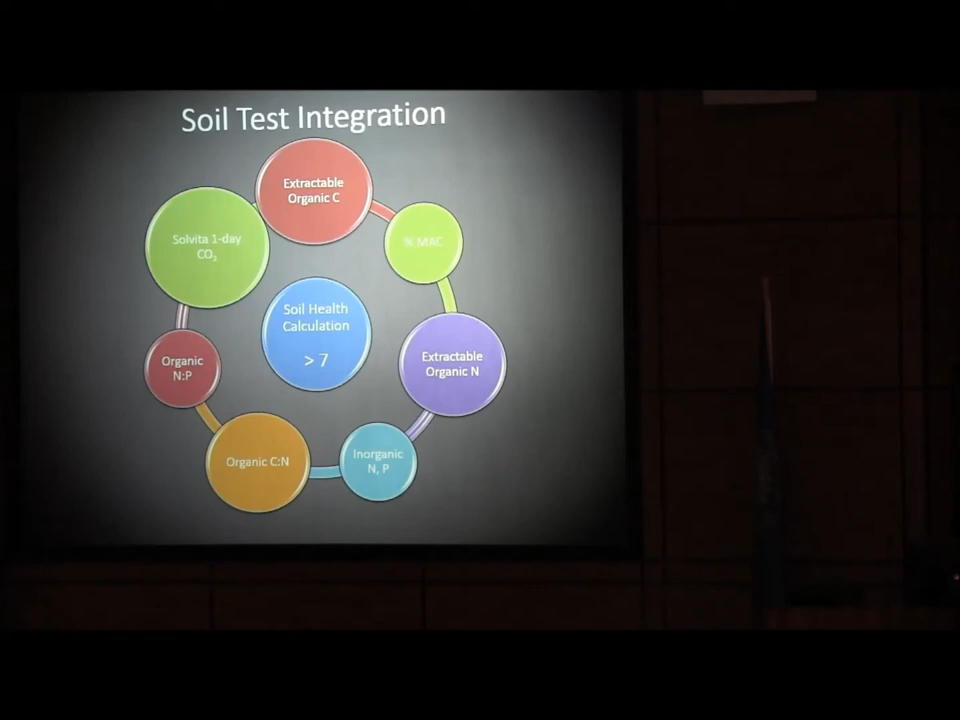 Soil Test Integration
Extractable
Organic C
% MAC
Extractable
Organic N
Inorganic
N, P
Organic C:N
Organic
N:P
Solvita 1-day
CO₂
Soil Health
Calculation
> 7